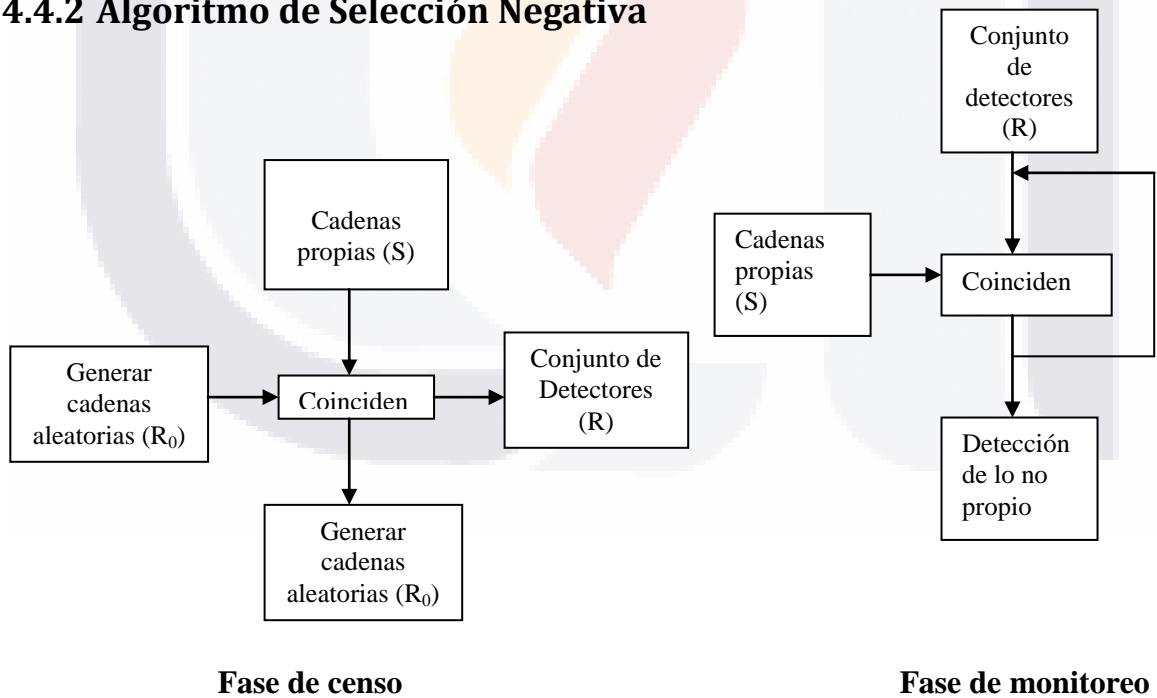 4.4.2 Algoritmo de Selección Negativa
Cadenas
propias (S)
Generar
cadenas
aleatorias (R₀)
Coinciden
Conjunto de
Detectores
(R)
Generar
cadenas
aleatorias (R₀)
Fase de censo
Conjunto
de
detectores
(R)
Cadenas
propias
(S)
Coinciden
Detección
de lo no
propio
Fase de monitoreo